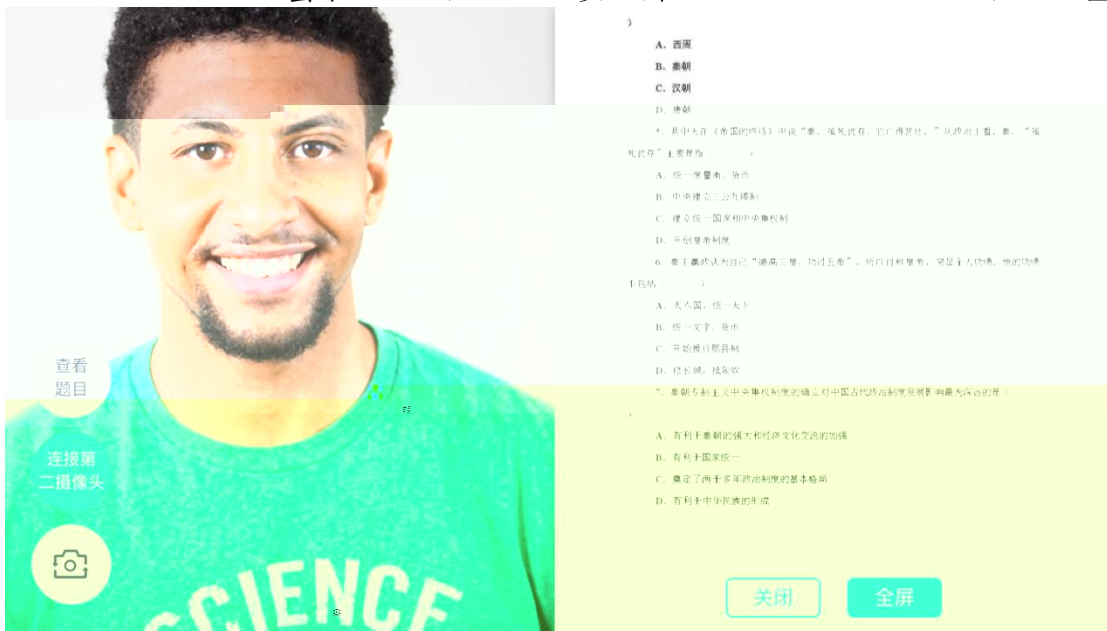 查看
题目
连接第
二摄像头
SCIENCE
）
A. 西周
B. 秦朝
C. 汉朝
D. 唐朝
5. 易中天在《帝国的终结》中说“秦，虽死犹存，它亡得爱壮。”从政治上看，秦，“虽
死犹存”主要是指（ ）
A. 统一度量衡、货币
B. 中央建立三公九卿制
C. 建立统一国家和中央集权制
D. 开创皇帝制度
6. 秦王嬴政认为自己“德高三皇，功过五帝”，所以自称皇帝，突显个人功绩。他的功绩
不包括（ ）
A. 灭六国，统一天下
B. 统一文字、货币
C. 开始推行郡县制
D. 修长城，抵匈奴
7. 秦朝专制主义中央集权制度的确立对中国古代政治制度发展影响最为深远的是（
）
A. 有利于秦朝的强大和经济文化交流的加强
B. 有利于国家统一
C. 奠定了两千多年政治制度的基本格局
D. 有利于中华民族的形成
关闭
全屏